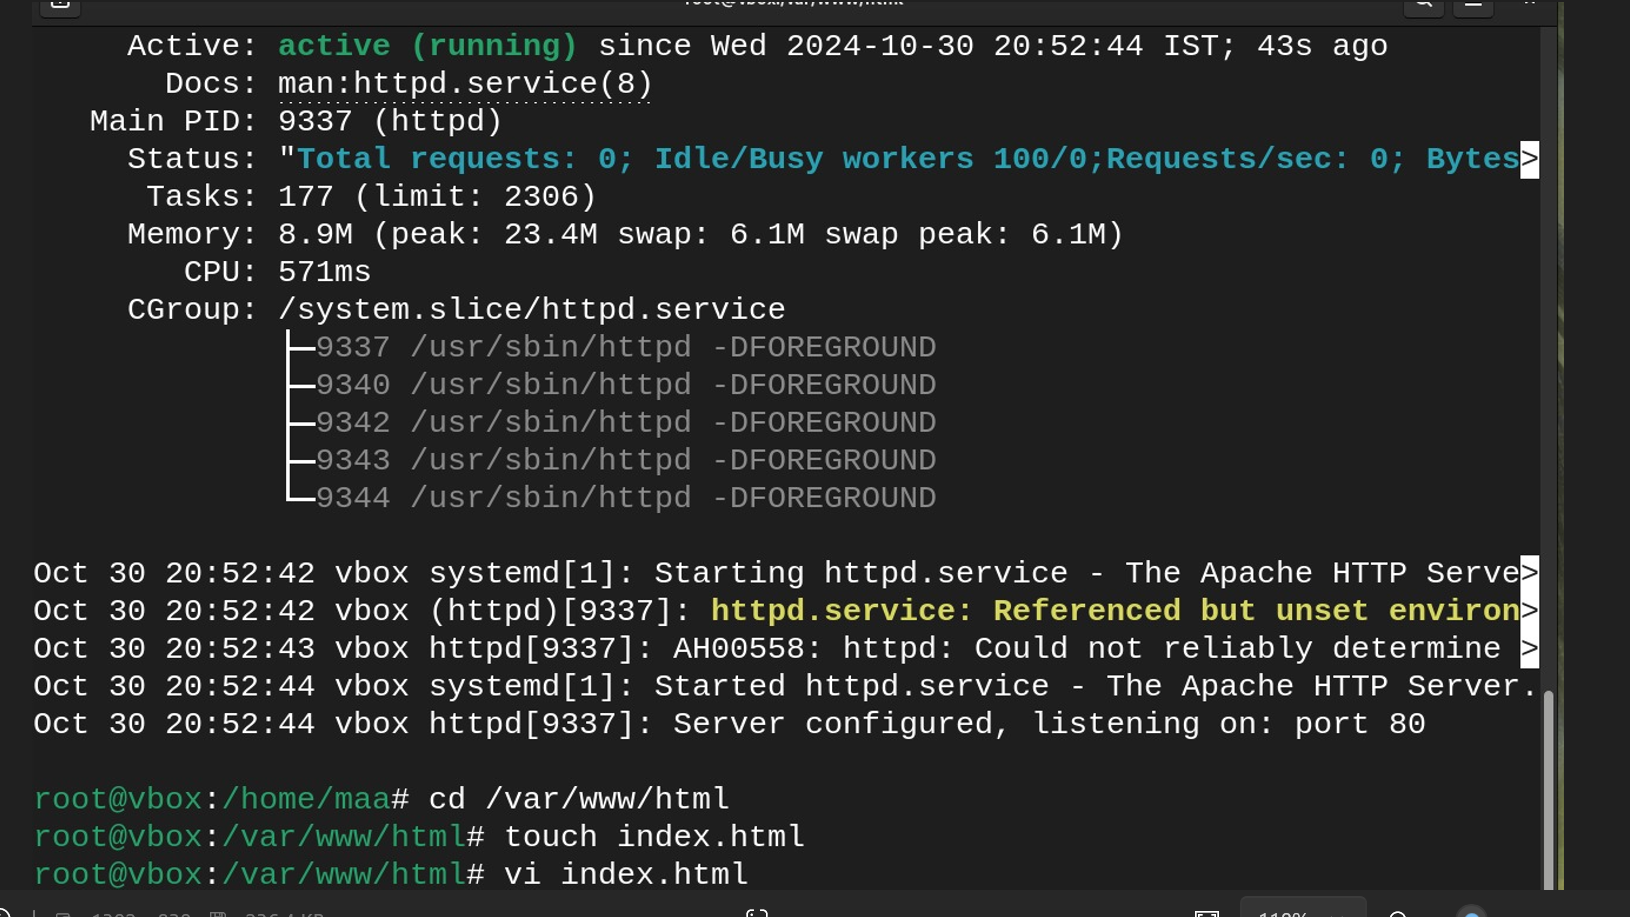 Active: active (running) since Wed 2024-10-30 20:52:44 IST; 43s ago
Docs: man:httpd.service(8)
Main PID: 9337 (httpd)
Status: "Total requests: 0; Idle/Busy workers 100/0;Requests/sec: 0; Bytes>
Tasks: 177 (limit: 2306)
Memory: 8.9M (peak: 23.4M swap: 6.1M swap peak: 6.1M)
CPU: 571ms
CGroup: /system.slice/httpd.service
├─9337 /usr/sbin/httpd -DFOREGROUND
├─9340 /usr/sbin/httpd -DFOREGROUND
├─9342 /usr/sbin/httpd -DFOREGROUND
├─9343 /usr/sbin/httpd -DFOREGROUND
└─9344 /usr/sbin/httpd -DFOREGROUND
Oct 30 20:52:42 vbox systemd[1]: Starting httpd.service - The Apache HTTP Serve>
Oct 30 20:52:42 vbox (httpd)[9337]: httpd.service: Referenced but unset environ>
Oct 30 20:52:43 vbox httpd[9337]: AH00558: httpd: Could not reliably determine >
Oct 30 20:52:44 vbox systemd[1]: Started httpd.service - The Apache HTTP Server.
Oct 30 20:52:44 vbox httpd[9337]: Server configured, listening on: port 80
root@vbox:/home/maa# cd /var/www/html
root@vbox:/var/www/html# touch index.html
root@vbox:/var/www/html# vi index.html